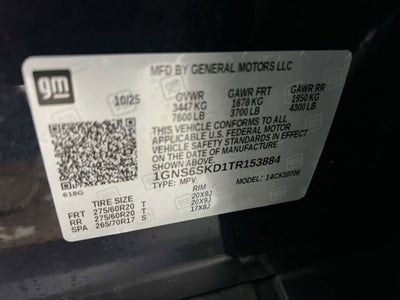 gm
MFD BY GENERAL MOTORS LLC
10/25 GVWR GAWR FRT GAWR RR
3447 KG 1678 KG 1950 KG
7600 LB 3700 LB 4300 LB
THIS VEHICLE CONFORMS TO ALL APPLICABLE
U.S. FEDERAL MOTOR VEHICLE SAFETY
STANDARDS IN EFFECT ON THE DATE OF MANUFACTURE
SHOWN ABOVE.
1GNS6SKD1TR153884
618G TYPE: MPV MODEL: 14CK10706
TIRE SIZE RIM
FRT 275/60R20 T 20X9J
RR 275/60R20 T 20X9J
SPA 265/70R17 S 17X8J